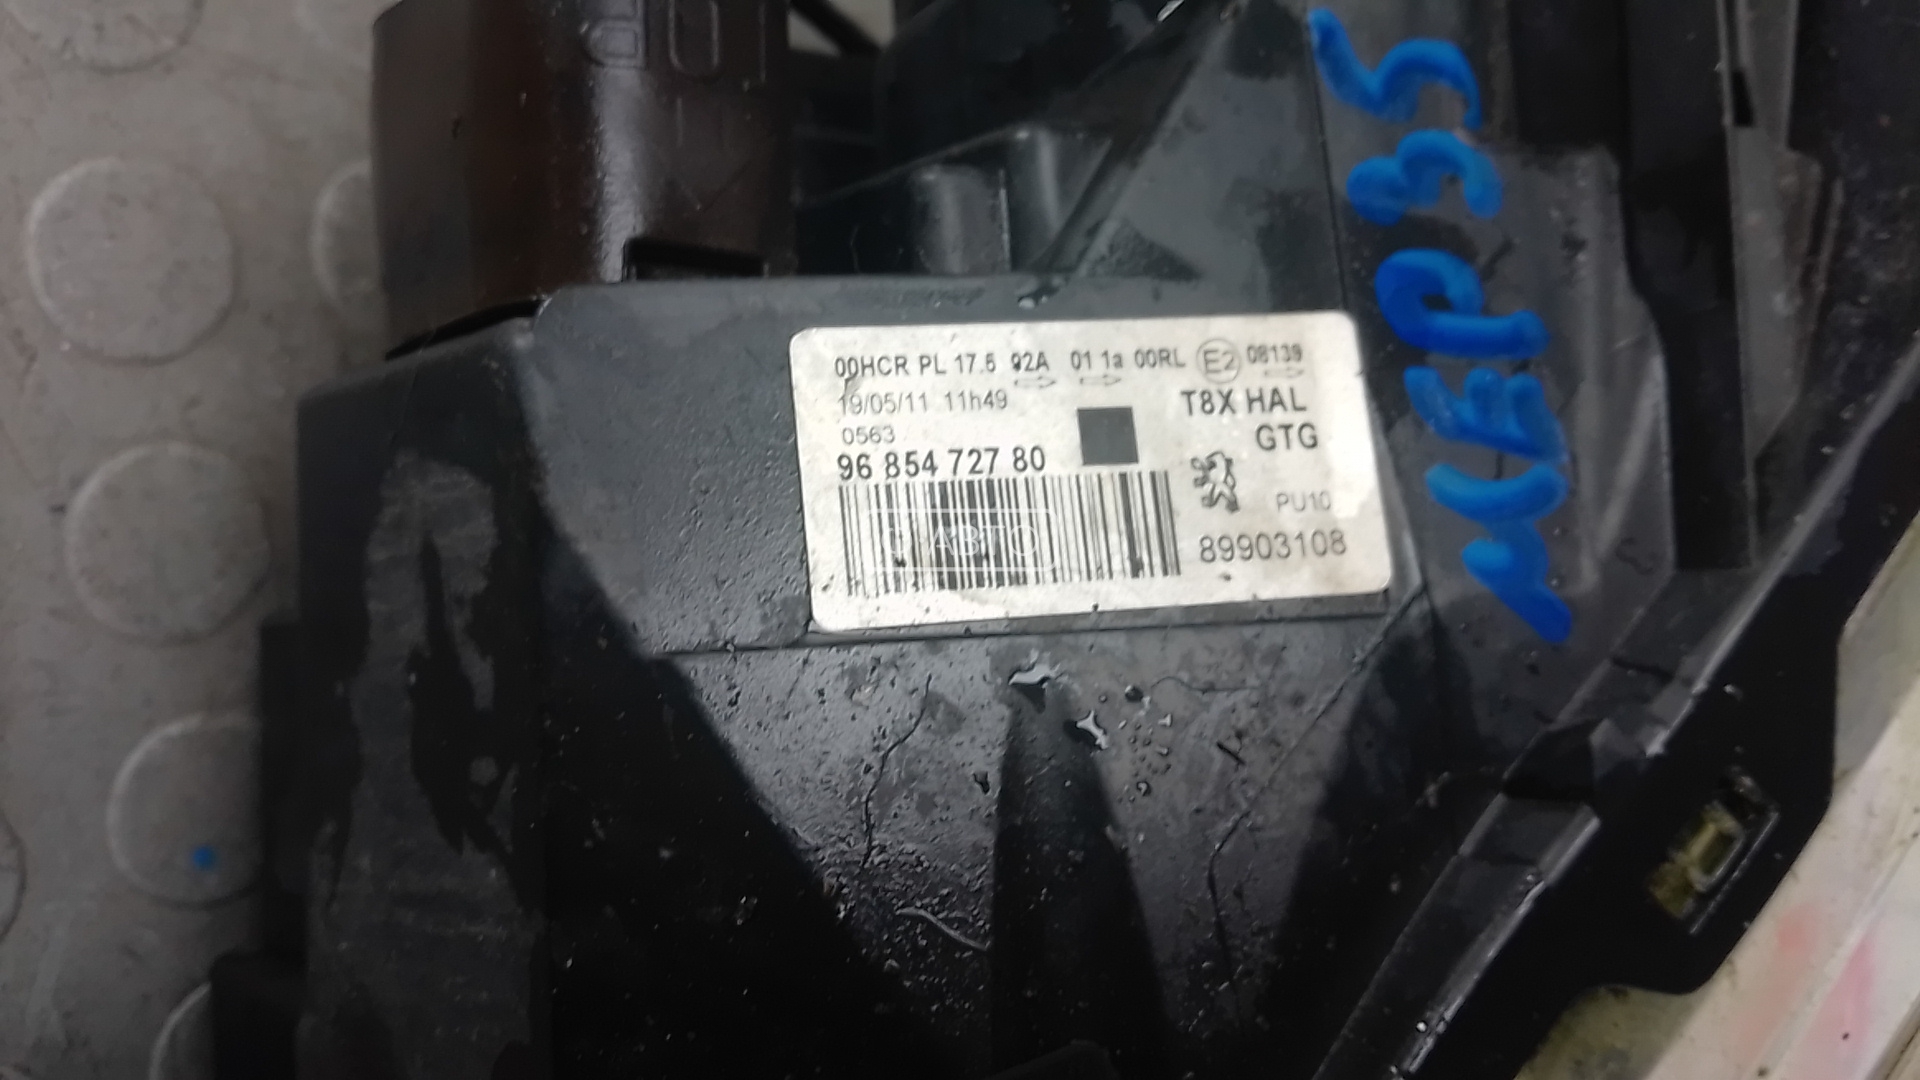 00HCR PL 17.5 92A 01 1a 00RL E2 08139
19/05/11 11h49
T8X HAL
0563
GTG
96 854 727 80
PU10
89903108
АВТО